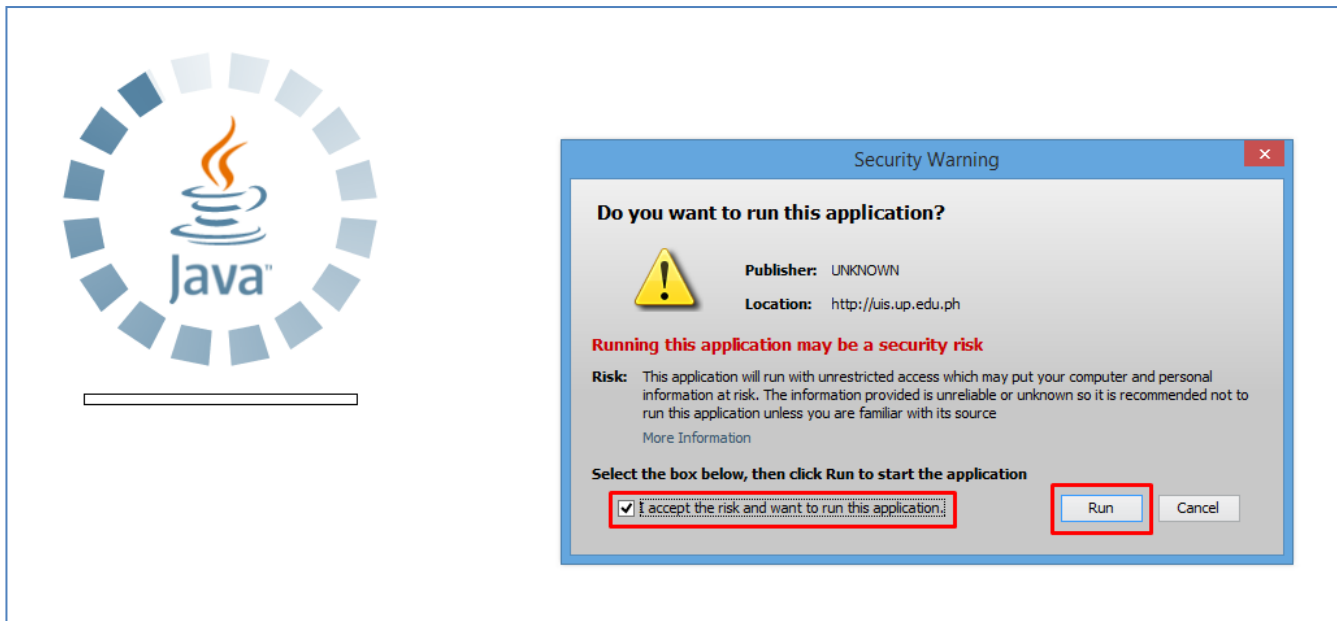 Java™
Security Warning
Do you want to run this application?
Publisher: UNKNOWN
Location: http://uis.up.edu.ph
Running this application may be a security risk
Risk: This application will run with unrestricted access which may put your computer and personal
information at risk. The information provided is unreliable or unknown so it is recommended not to
run this application unless you are familiar with its source
More Information
Select the box below, then click Run to start the application
I accept the risk and want to run this application.
Run Cancel